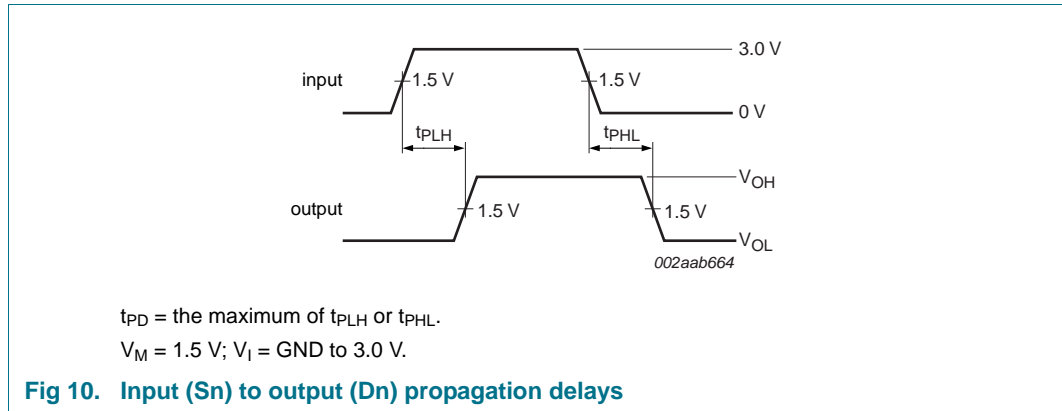 3.0 V
input
1.5 V
1.5 V
0 V
tPLH
tPHL
VOH
output
1.5 V
1.5 V
VOL
002aab664
tPD = the maximum of tPLH or tPHL.
VM = 1.5 V; VI = GND to 3.0 V.
Fig 10. Input (Sn) to output (Dn) propagation delays